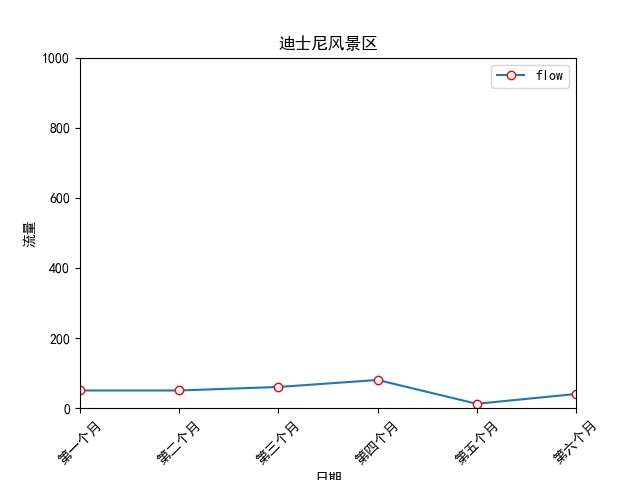 迪士尼风景区
flow
1000
800
600
400
200
0
流量
第一个月 第二个月 第三个月 第四个月 第五个月 第六个月
日期